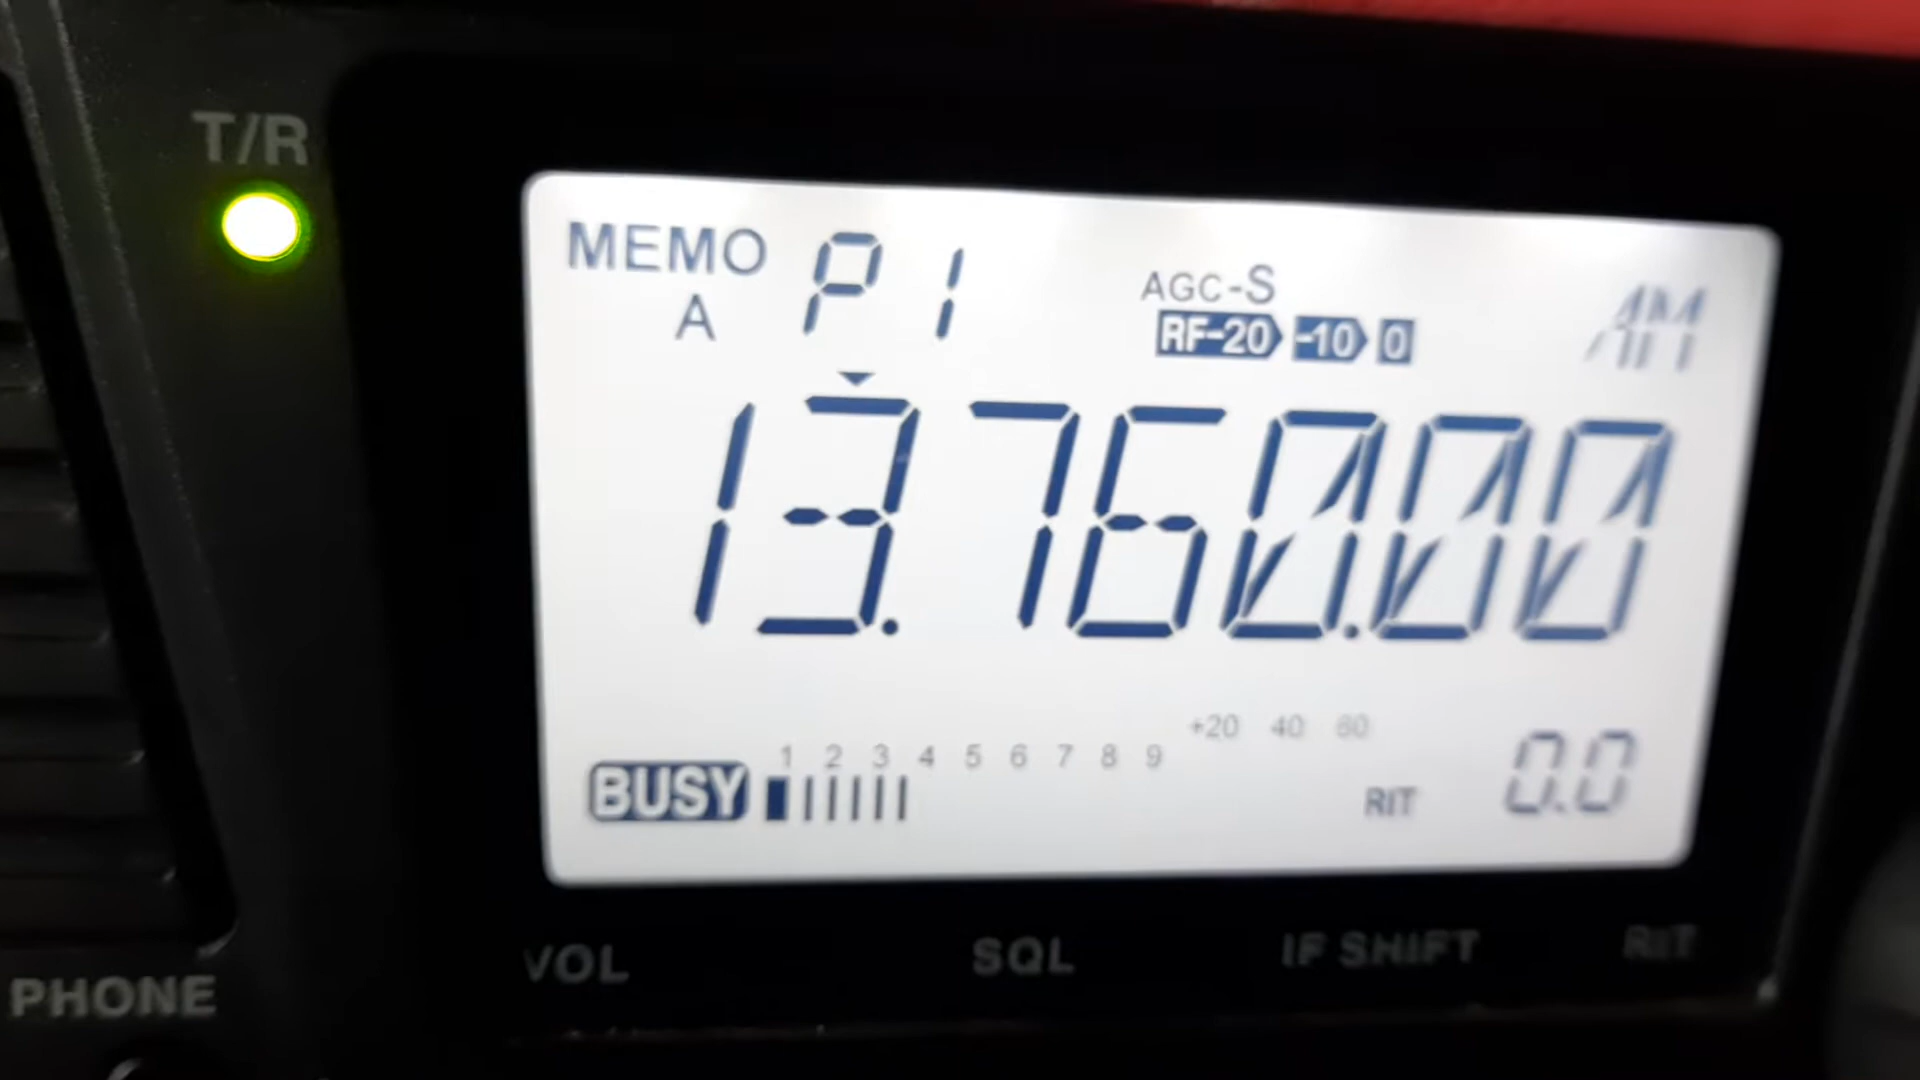 T/R
MEMO P1 AGC-S
A RF-20 -10 0 AM
13.760.000
+20 40 60
1 2 3 4 5 6 7 8 9
BUSY RIT 0.0
VOL SQL IF SHIFT RIT
PHONE